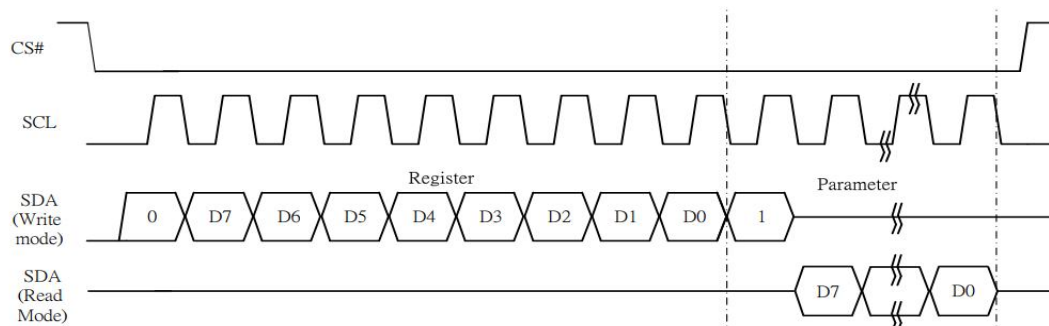 CS#
SCL
Register
Parameter
SDA
(Write
mode)
0 D7 D6 D5 D4 D3 D2 D1 D0 1
SDA
(Read
Mode)
D7 D0